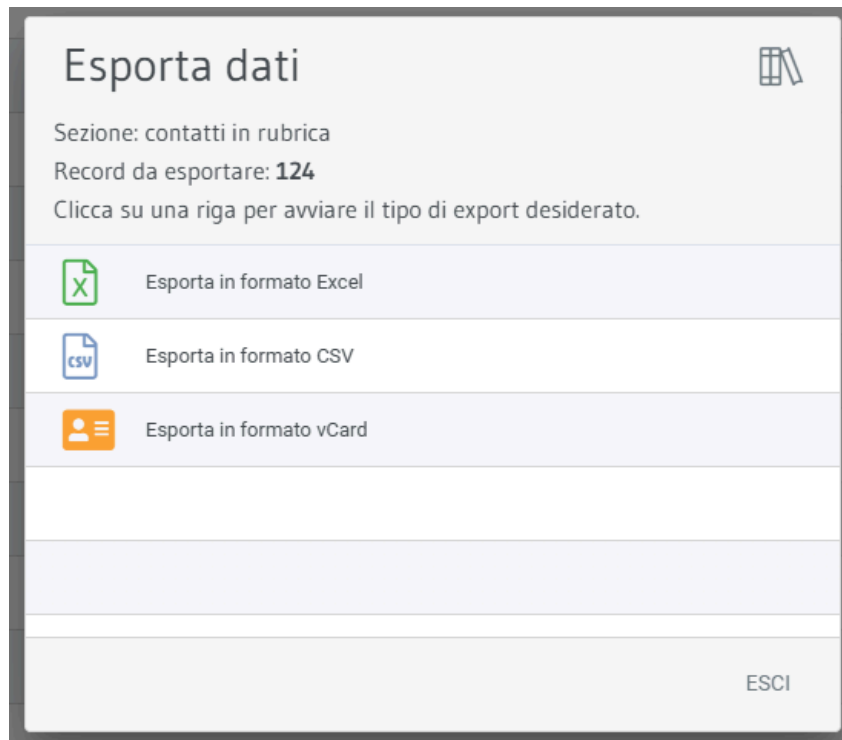 Esporta dati
Sezione: contatti in rubrica
Record da esportare: 124
Clicca su una riga per avviare il tipo di export desiderato.
X
Esporta in formato Excel
CSV
Esporta in formato CSV
Esporta in formato vCard
ESCI